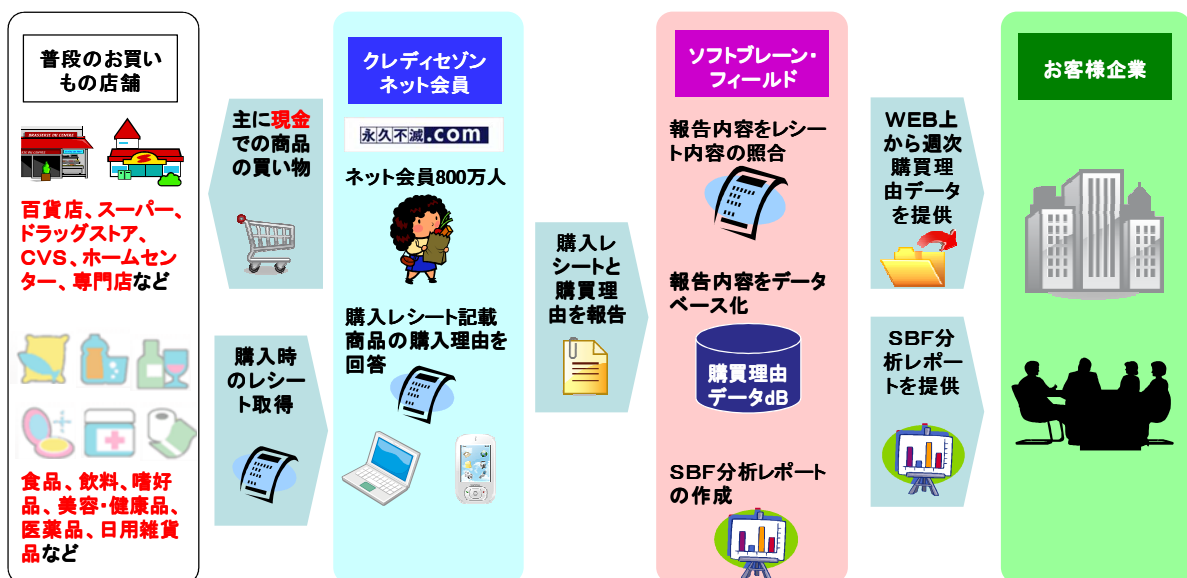 普段のお買い
もの店舗
BRASSERIE DU CENTRE
百貨店、スーパー、
ドラッグストア、
CVS、ホームセン
ター、専門店など
食品、飲料、嗜好
品、美容・健康品、
医薬品、日用雑貨
品など
主に現金
での商品
の買い物
購入時
のレシー
ト取得
クレディセゾン
ネット会員
永久不滅.com
ネット会員800万人
購入レシート記載
商品の購入理由を
回答
購入レ
シートと
購買理
由を報告
ソフトブレーン・
フィールド
報告内容をレシー
ト内容の照合
報告内容をデータ
ベース化
購買理由
データdB
SBF分析レポート
の作成
WEB上
から週次
購買理
由データ
を提供
SBF分
析レポー
トを提供
お客様企業